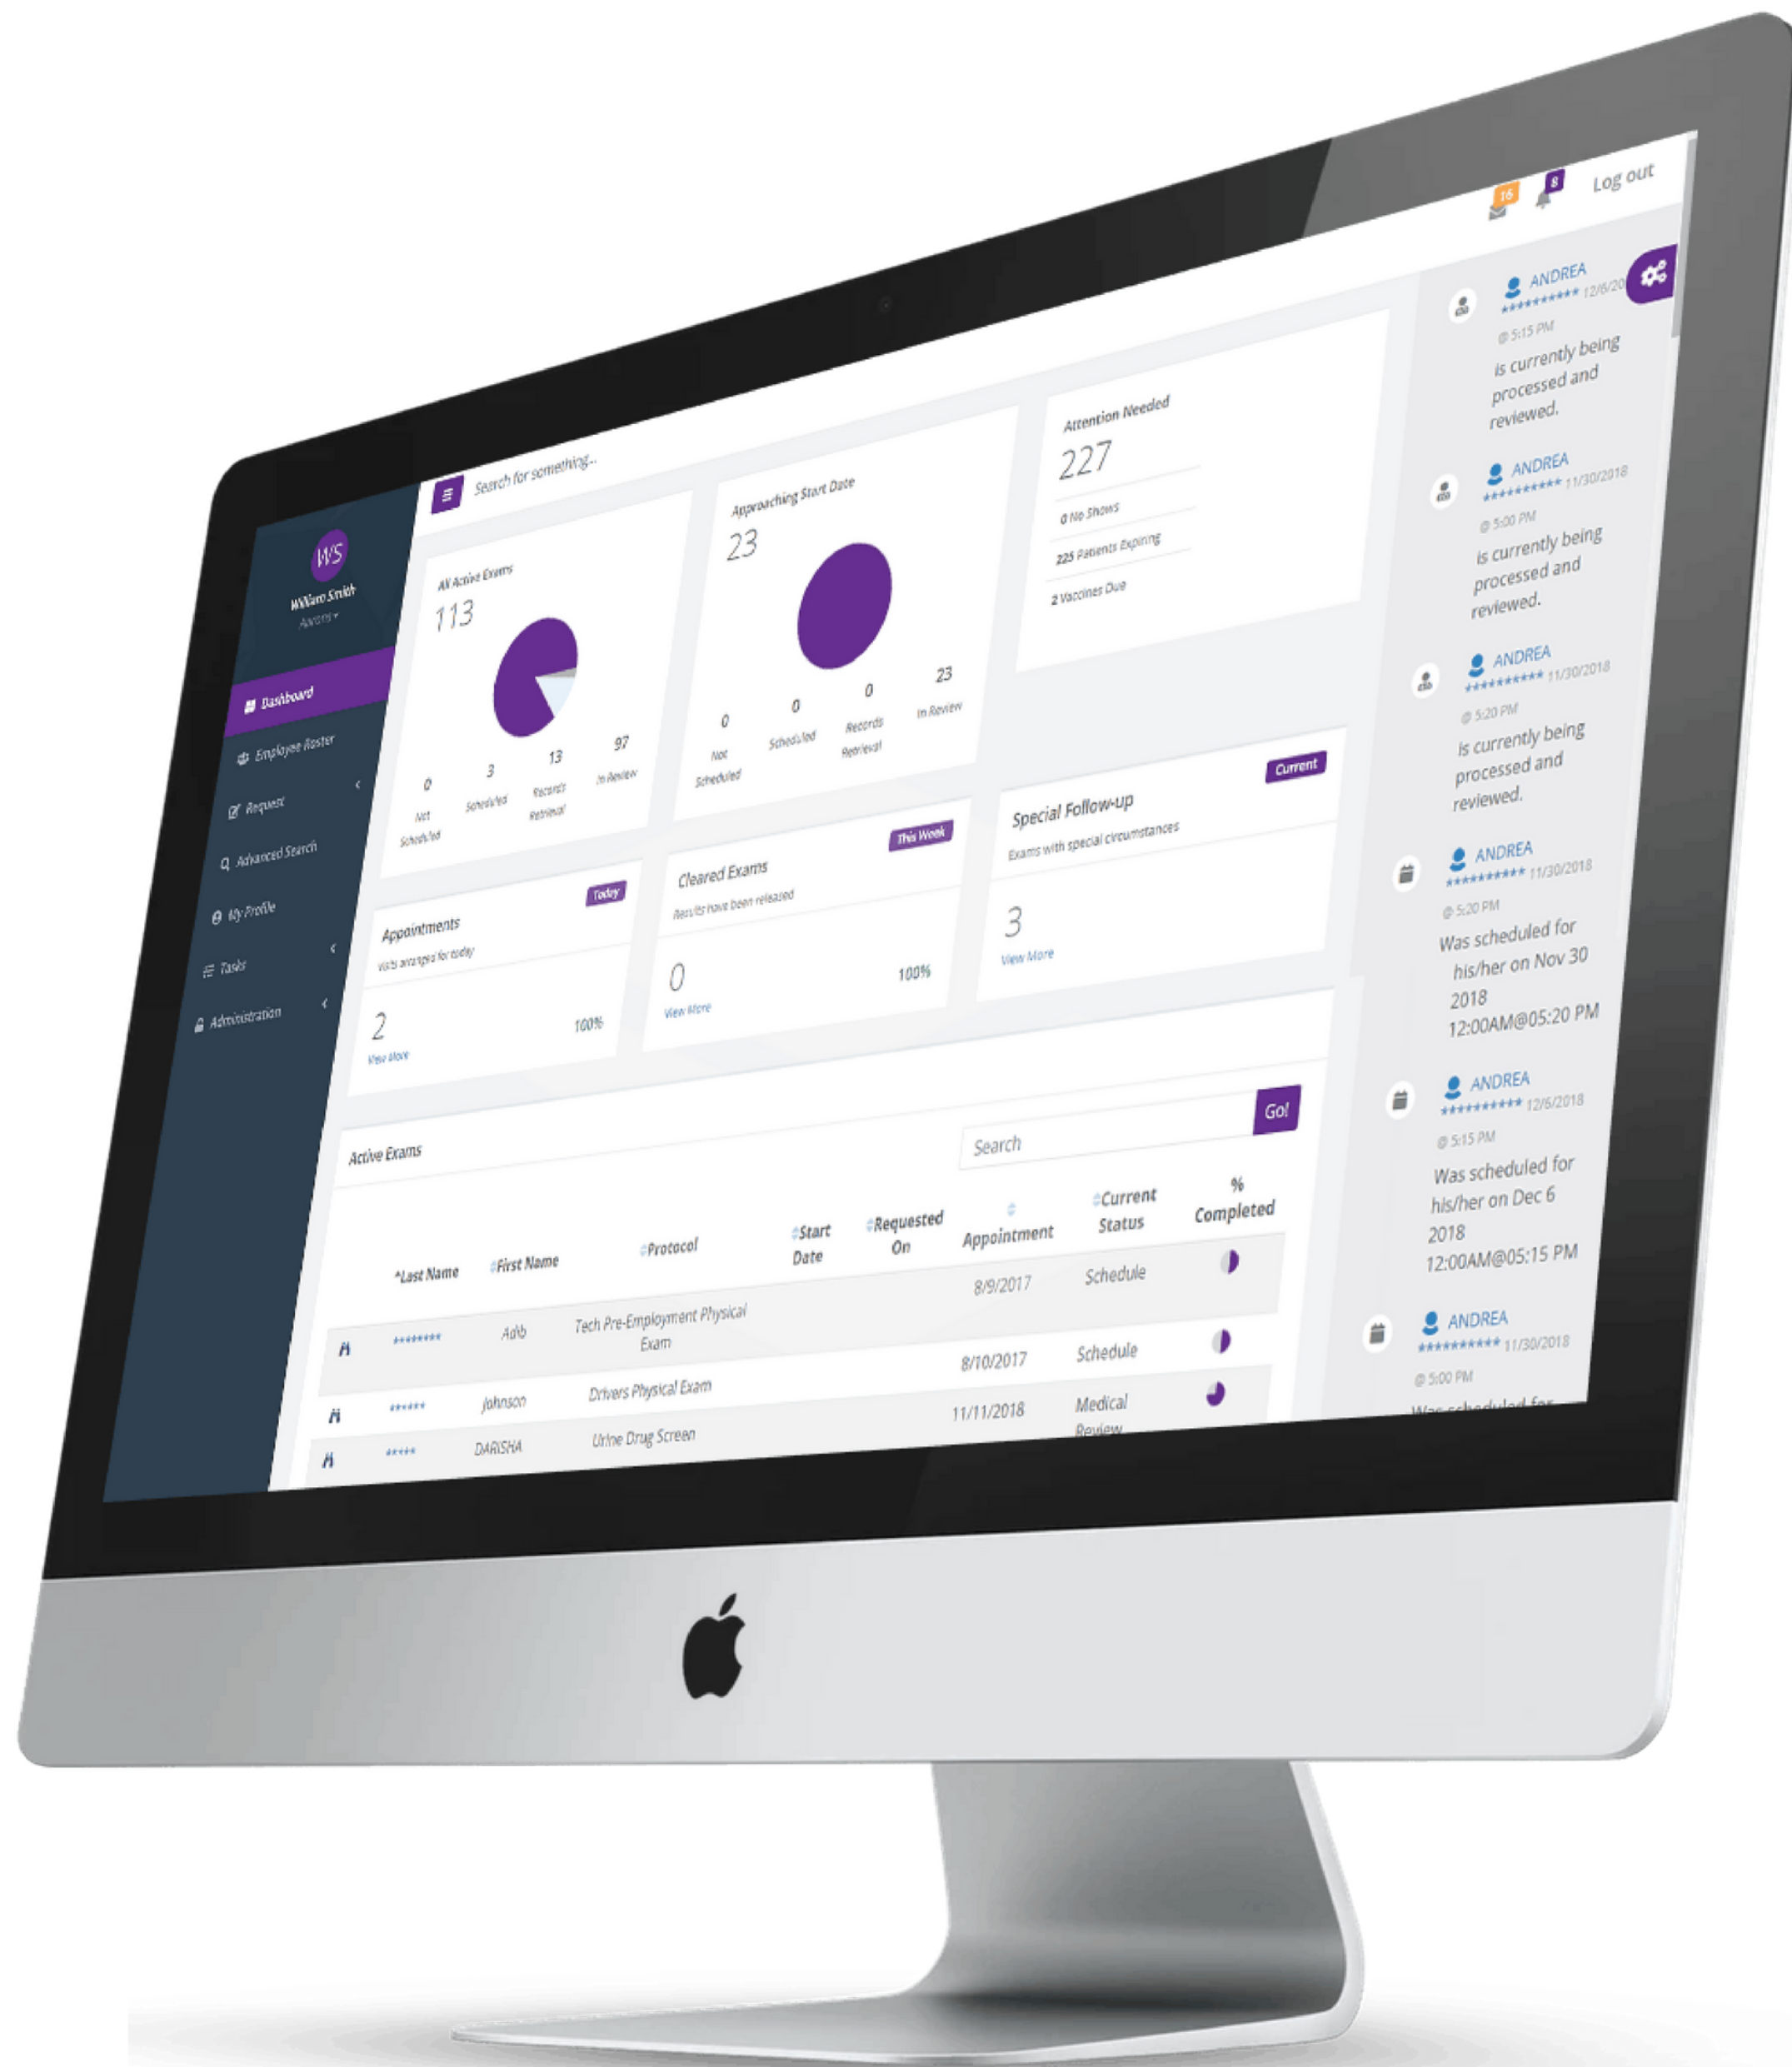 16
8
Log out
Search for something...
WS
William Smith
Dashboard
Employee Roster
Request
Advanced Search
My Profile
Tasks
Administration
All Active Exams
113
0
3
13
97
Not
Scheduled
Scheduled
Records
Retrieval
In Review
Approaching Start Date
23
0
0
0
23
Not
Scheduled
Scheduled
Records
Retrieval
In Review
Attention Needed
227
0 No Shows
225 Patients Expiring
2 Vaccines Due
Appointments
Today
Visits arranged for today
2
100%
View More
Cleared Exams
This Week
Results have been released
0
100%
View More
Special Follow-up
Current
Exams with special circumstances
3
View More
Active Exams
Search
Go!
^Last Name
First Name
Protocol
Start
Date
Requested
On
Appointment
Current
Status
%
Completed
******** Adib Tech Pre-Employment Physical
Exam
8/9/2017 Schedule
****** Johnson Drivers Physical Exam 8/10/2017 Schedule
***** DARISHA Urine Drug Screen 11/11/2018 Medical
Review
ANDREA
********** 12/6/20
@ 5:15 PM
is currently being
processed and
reviewed.
ANDREA
********** 11/30/2018
@ 5:00 PM
is currently being
processed and
reviewed.
ANDREA
********** 11/30/2018
@ 5:20 PM
is currently being
processed and
reviewed.
ANDREA
********** 11/30/2018
@ 5:20 PM
Was scheduled for
his/her on Nov 30
2018
12:00AM@05:20 PM
ANDREA
********** 12/6/2018
@ 5:15 PM
Was scheduled for
his/her on Dec 6
2018
12:00AM@05:15 PM
ANDREA
********** 11/30/2018
@ 5:00 PM
Was scheduled for